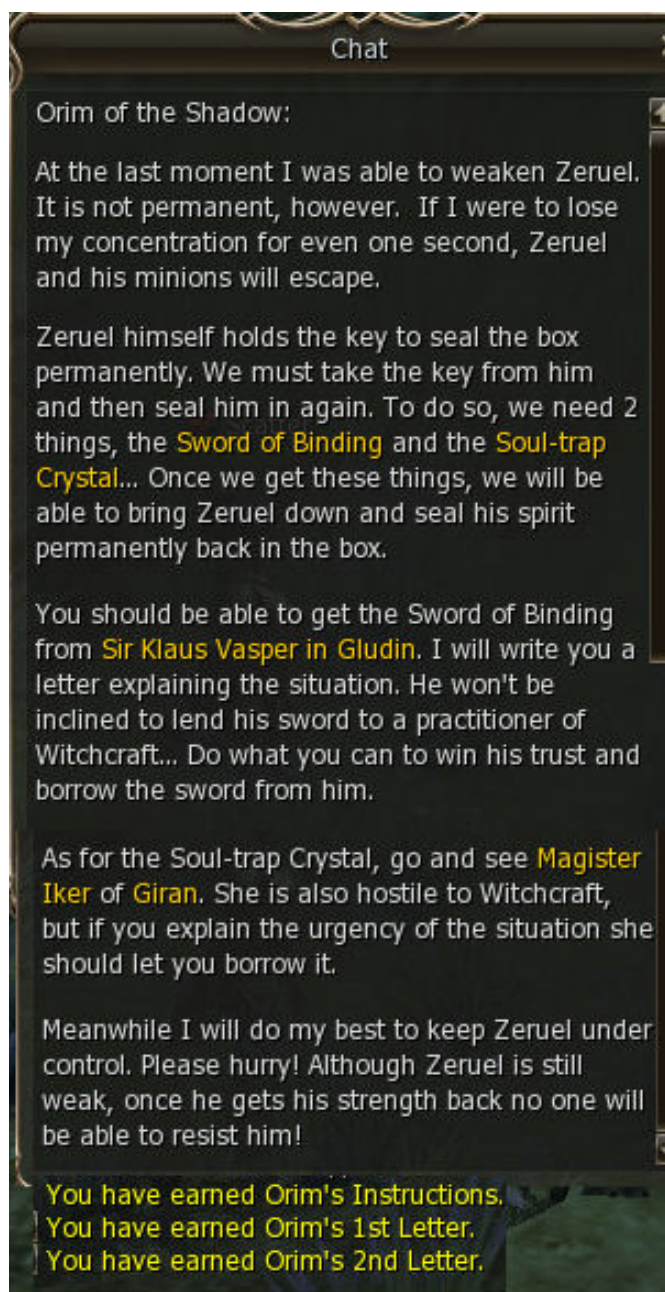 Chat
Orim of the Shadow:
At the last moment I was able to weaken Zeruel.
It is not permanent, however.  If I were to lose
my concentration for even one second, Zeruel
and his minions will escape.
Zeruel himself holds the key to seal the box
permanently. We must take the key from him
and then seal him in again. To do so, we need 2
things, the Sword of Binding and the Soul-trap
Crystal... Once we get these things, we will be
able to bring Zeruel down and seal his spirit
permanently back in the box.
You should be able to get the Sword of Binding
from Sir Klaus Vasper in Gludin. I will write you a
letter explaining the situation. He won't be
inclined to lend his sword to a practitioner of
Witchcraft... Do what you can to win his trust and
borrow the sword from him.
As for the Soul-trap Crystal, go and see Magister
Iker of Giran. She is also hostile to Witchcraft,
but if you explain the urgency of the situation she
should let you borrow it.
Meanwhile I will do my best to keep Zeruel under
control. Please hurry! Although Zeruel is still
weak, once he gets his strength back no one will
be able to resist him!
You have earned Orim's Instructions.
You have earned Orim's 1st Letter.
You have earned Orim's 2nd Letter.